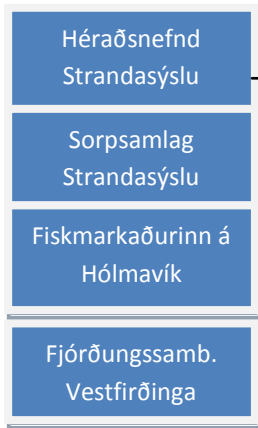 Héraðsnefnd
Strandasýslu
Sorpsamlag
Strandasýslu
Fiskmarkaðurinn á
Hólmavík
Fjórðungssamb.
Vestfirðinga